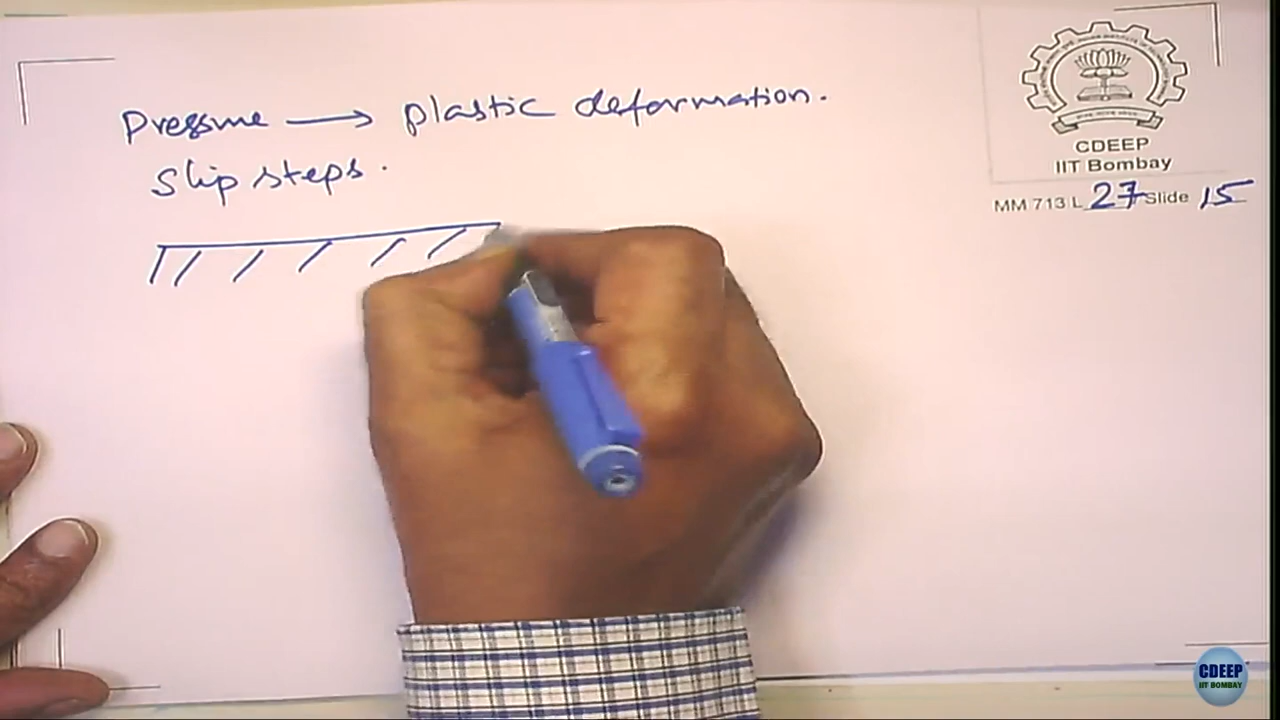 Pressure → plastic deformation.
slip steps.
CDEEP
IIT Bombay
MM 713 L 27 Slide 15
CDEEP
IIT BOMBAY